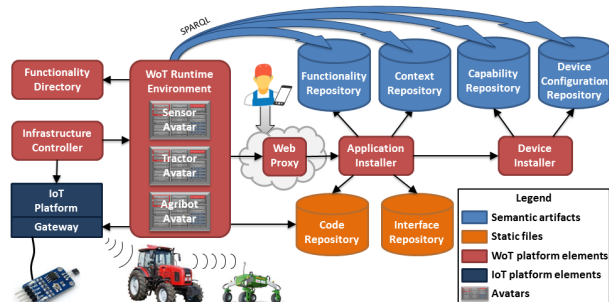 SPARQL
Functionality
Directory
WoT Runtime
Environment
Functionality
Repository
Context
Repository
Capability
Repository
Device
Configuration
Repository
Infrastructure
Controller
Sensor
Avatar
Tractor
Avatar
Agribot
Avatar
Web
Proxy
Application
Installer
Device
Installer
IoT
Platform
Gateway
Code
Repository
Interface
Repository
Legend
Semantic artifacts
Static files
WoT platform elements
IoT platform elements
Avatars